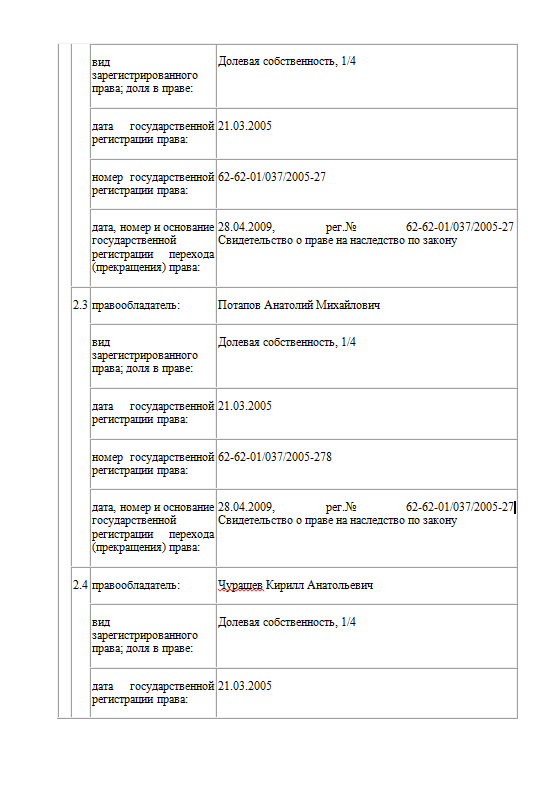 вид
зарегистрированного
права; доля в праве:
Долевая собственность, 1/4
дата государственной
регистрации права:
21.03.2005
номер государственной
регистрации права:
62-62-01/037/2005-27
дата, номер и основание
государственной
регистрации перехода
(прекращения) права:
28.04.2009, рег.№ 62-62-01/037/2005-27
Свидетельство о праве на наследство по закону
2.3 правообладатель:
Потапов Анатолий Михайлович
вид
зарегистрированного
права; доля в праве:
Долевая собственность, 1/4
дата государственной
регистрации права:
21.03.2005
номер государственной
регистрации права:
62-62-01/037/2005-278
дата, номер и основание
государственной
регистрации перехода
(прекращения) права:
28.04.2009, рег.№ 62-62-01/037/2005-27
Свидетельство о праве на наследство по закону
2.4 правообладатель:
Чурашев Кирилл Анатольевич
вид
зарегистрированного
права; доля в праве:
Долевая собственность, 1/4
дата государственной
регистрации права:
21.03.2005